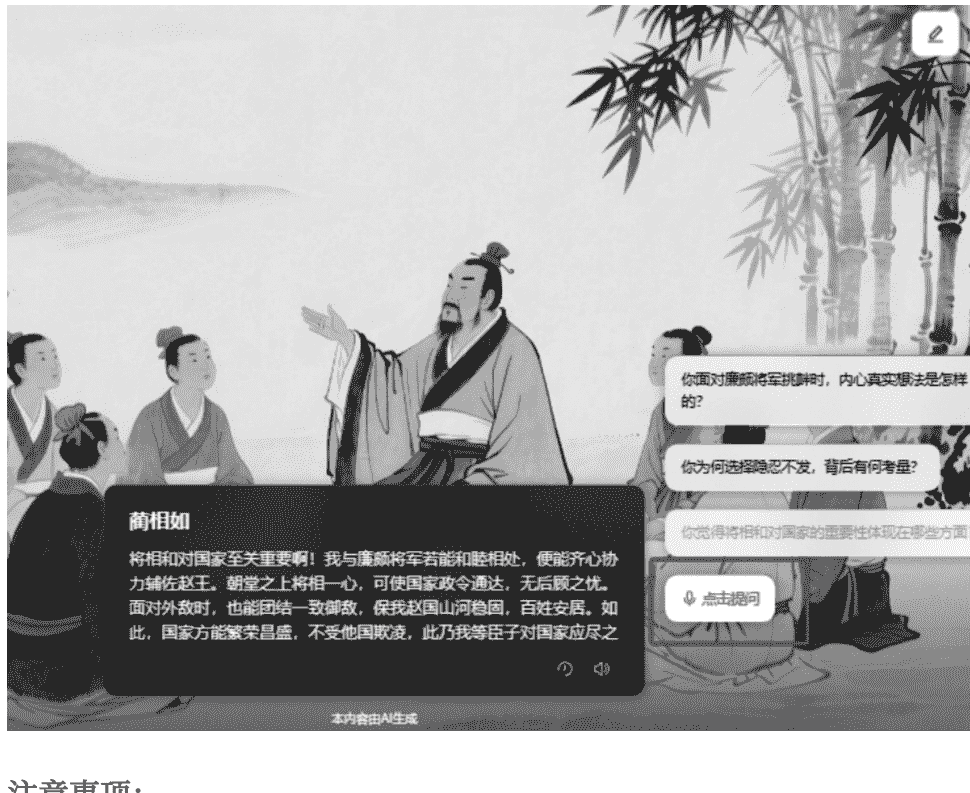 你面对廉颇将军挑衅时，内心真实想法是怎样
的？
你为何选择隐忍不发，背后有何考量？
你觉得将相和对国家的重要性体现在哪些方面
点击提问
蔺相如
将相和对国家至关重要啊！我与廉颇将军若能和睦相处，便能齐心协
力辅佐赵王。朝堂之上将相一心，可使国家政令通达，无后顾之忧。
面对外敌时，也能团结一致御敌，保我赵国山河稳固，百姓安居。如
此，国家方能繁荣昌盛，不受他国欺凌，此乃我等臣子对国家应尽之
本内容由AI生成
注意事项：